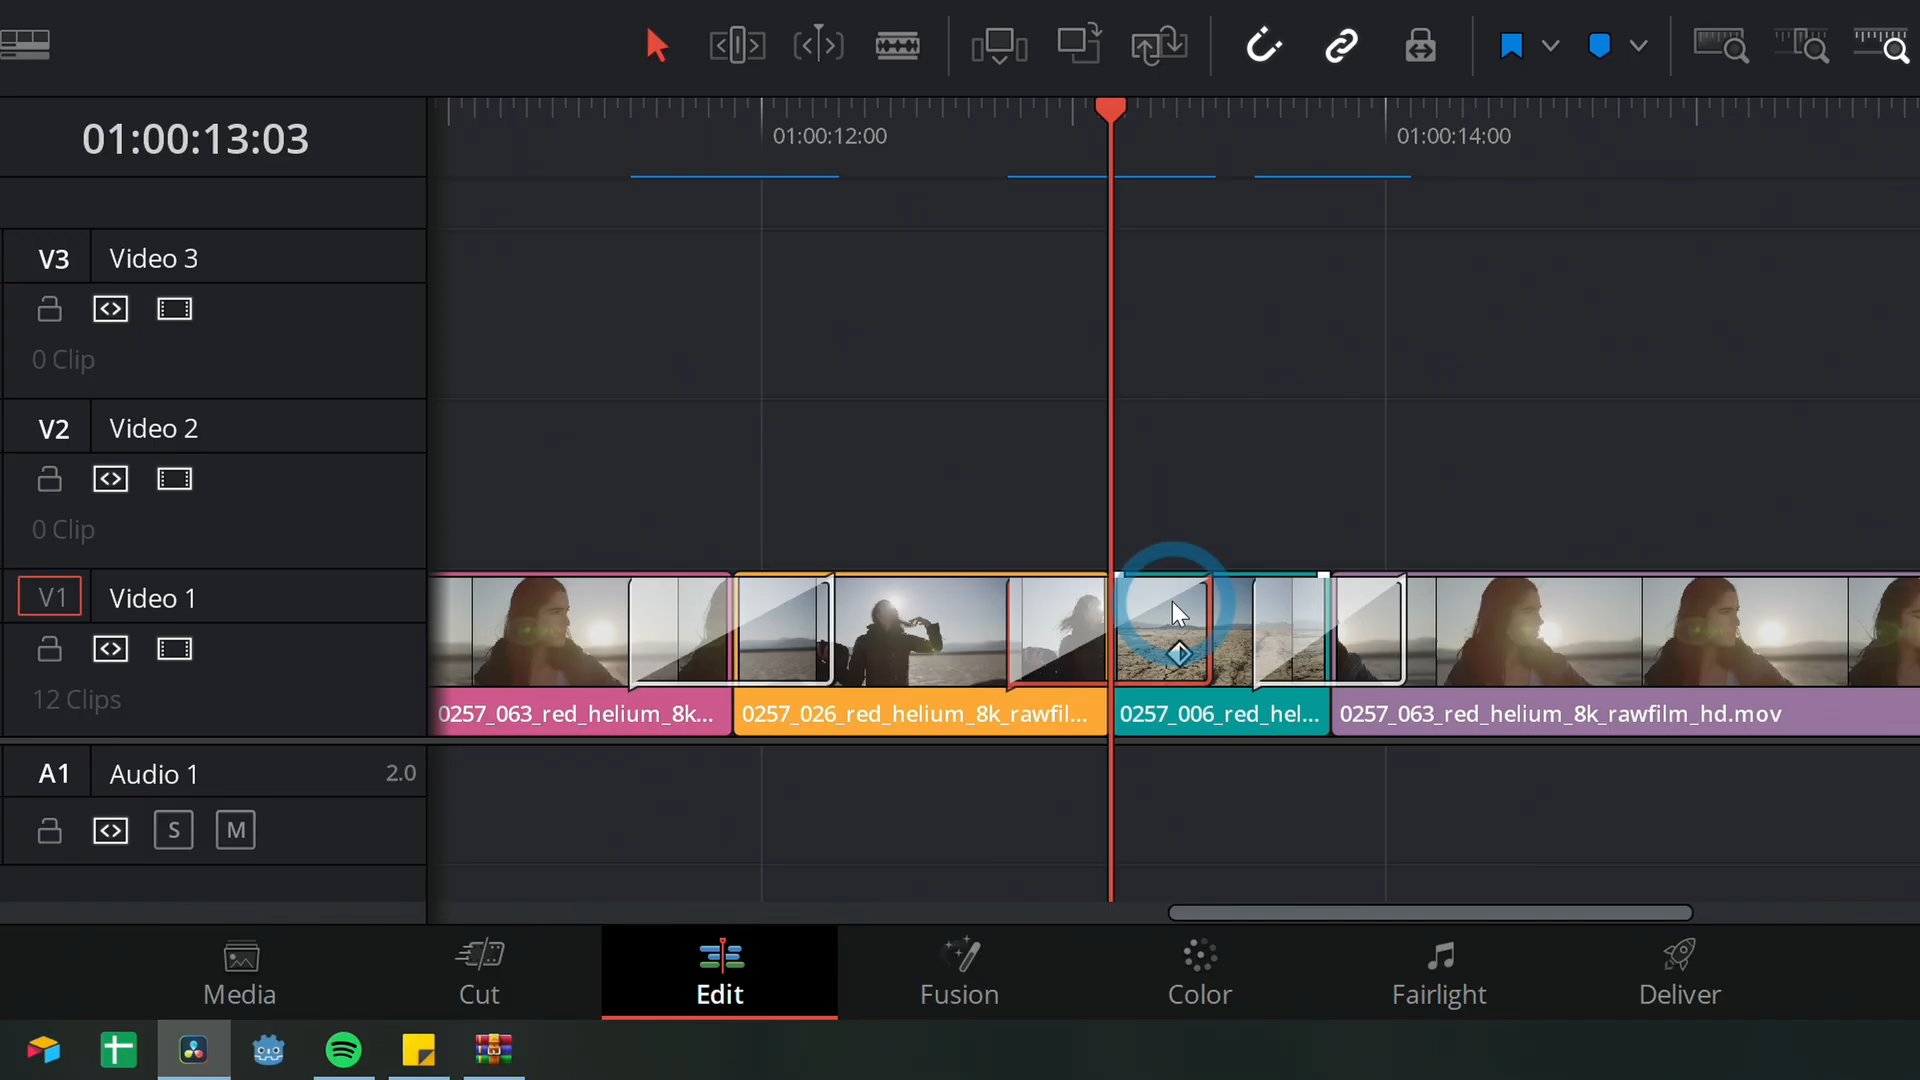 01:00:13:03
01:00:12:00
01:00:14:00
V3
Video 3
0 Clip
V2
Video 2
0 Clip
V1
Video 1
12 Clips
0257_063_red_helium_8k...
0257_026_red_helium_8k_rawfil...
0257_006_red_hel...
0257_063_red_helium_8k_rawfilm_hd.mov
A1
Audio 1
2.0
S
M
Media
Cut
Edit
Fusion
Color
Fairlight
Deliver